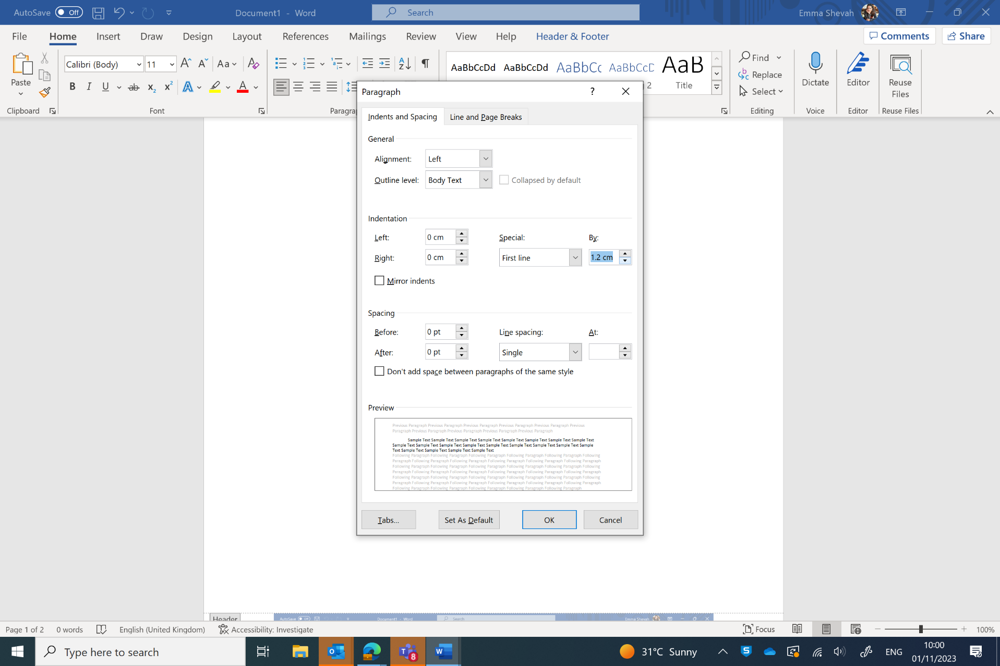 AutoSave Off Document1 - Word Search Emma Shevah
File Home Insert Draw Design Layout References Mailings Review View Help Header & Footer Comments Share
Paste
Calibri (Body) 11 Aa
B I U ab x2 x2 A A
AaBbCcDd AaBbCcDd AaBbCc AaBbCcD AaB
g 2 Title
Find
Replace
Select
Dictate
Editor
Reuse
Files
Clipboard Font Paragra Editing Voice Editor Reuse Files
Paragraph ?
Indents and Spacing Line and Page Breaks
General
Alignment: Left
Outline level: Body Text Collapsed by default
Indentation
Left: 0 cm Special: By:
Right: 0 cm First line 1.2 cm
Mirror indents
Spacing
Before: 0 pt Line spacing: At:
After: 0 pt Single
Don't add space between paragraphs of the same style
Preview
Previous Paragraph Previous Paragraph Previous Paragraph Previous Paragraph Previous Paragraph Previous
Paragraph Previous Paragraph Previous Paragraph Previous Paragraph Previous Paragraph
Sample Text Sample Text Sample Text Sample Text Sample Text Sample Text Sample Text Sample Text
Sample Text Sample Text Sample Text Sample Text Sample Text Sample Text Sample Text Sample Text Sample
Text Sample Text Sample Text Sample Text Sample Text
Following Paragraph Following Paragraph Following Paragraph Following Paragraph Following Paragraph Following
Paragraph Following Paragraph Following Paragraph Following Paragraph Following Paragraph Following Paragraph
Following Paragraph Following Paragraph Following Paragraph Following Paragraph Following Paragraph Following
Paragraph Following Paragraph Following Paragraph Following Paragraph Following Paragraph Following Paragraph
Following Paragraph Following Paragraph Following Paragraph Following Paragraph Following Paragraph Following
Paragraph Following Paragraph Following Paragraph Following Paragraph Following Paragraph Following Paragraph
Following Paragraph Following Paragraph Following Paragraph Following Paragraph Following Paragraph
Tabs... Set As Default OK Cancel
Header AutoSave Off Document1 - Word Search Emma Shevah
Page 1 of 2 0 words English (United Kingdom) Accessibility: Investigate Focus 100%
Type here to search 8 31°C Sunny ENG 10:00
01/11/2023